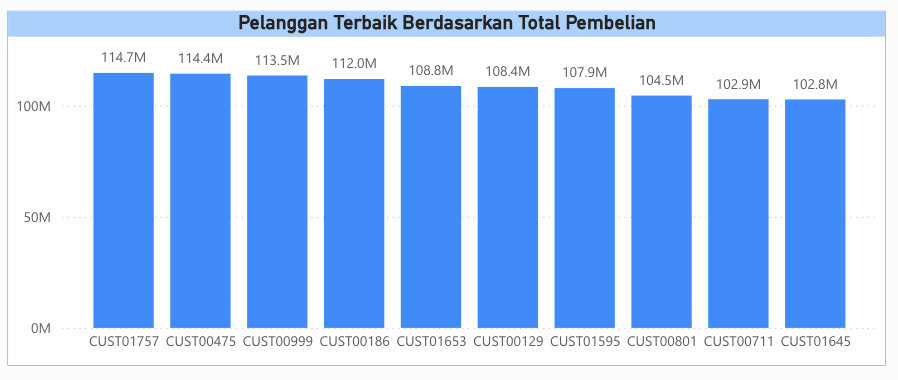 Pelanggan Terbaik Berdasarkan Total Pembelian
114.7M 114.4M 113.5M 112.0M 108.8M 108.4M 107.9M 104.5M 102.9M 102.8M
100M
50M
0M
CUST01757 CUST00475 CUST00999 CUST00186 CUST01653 CUST00129 CUST01595 CUST00801 CUST00711 CUST01645